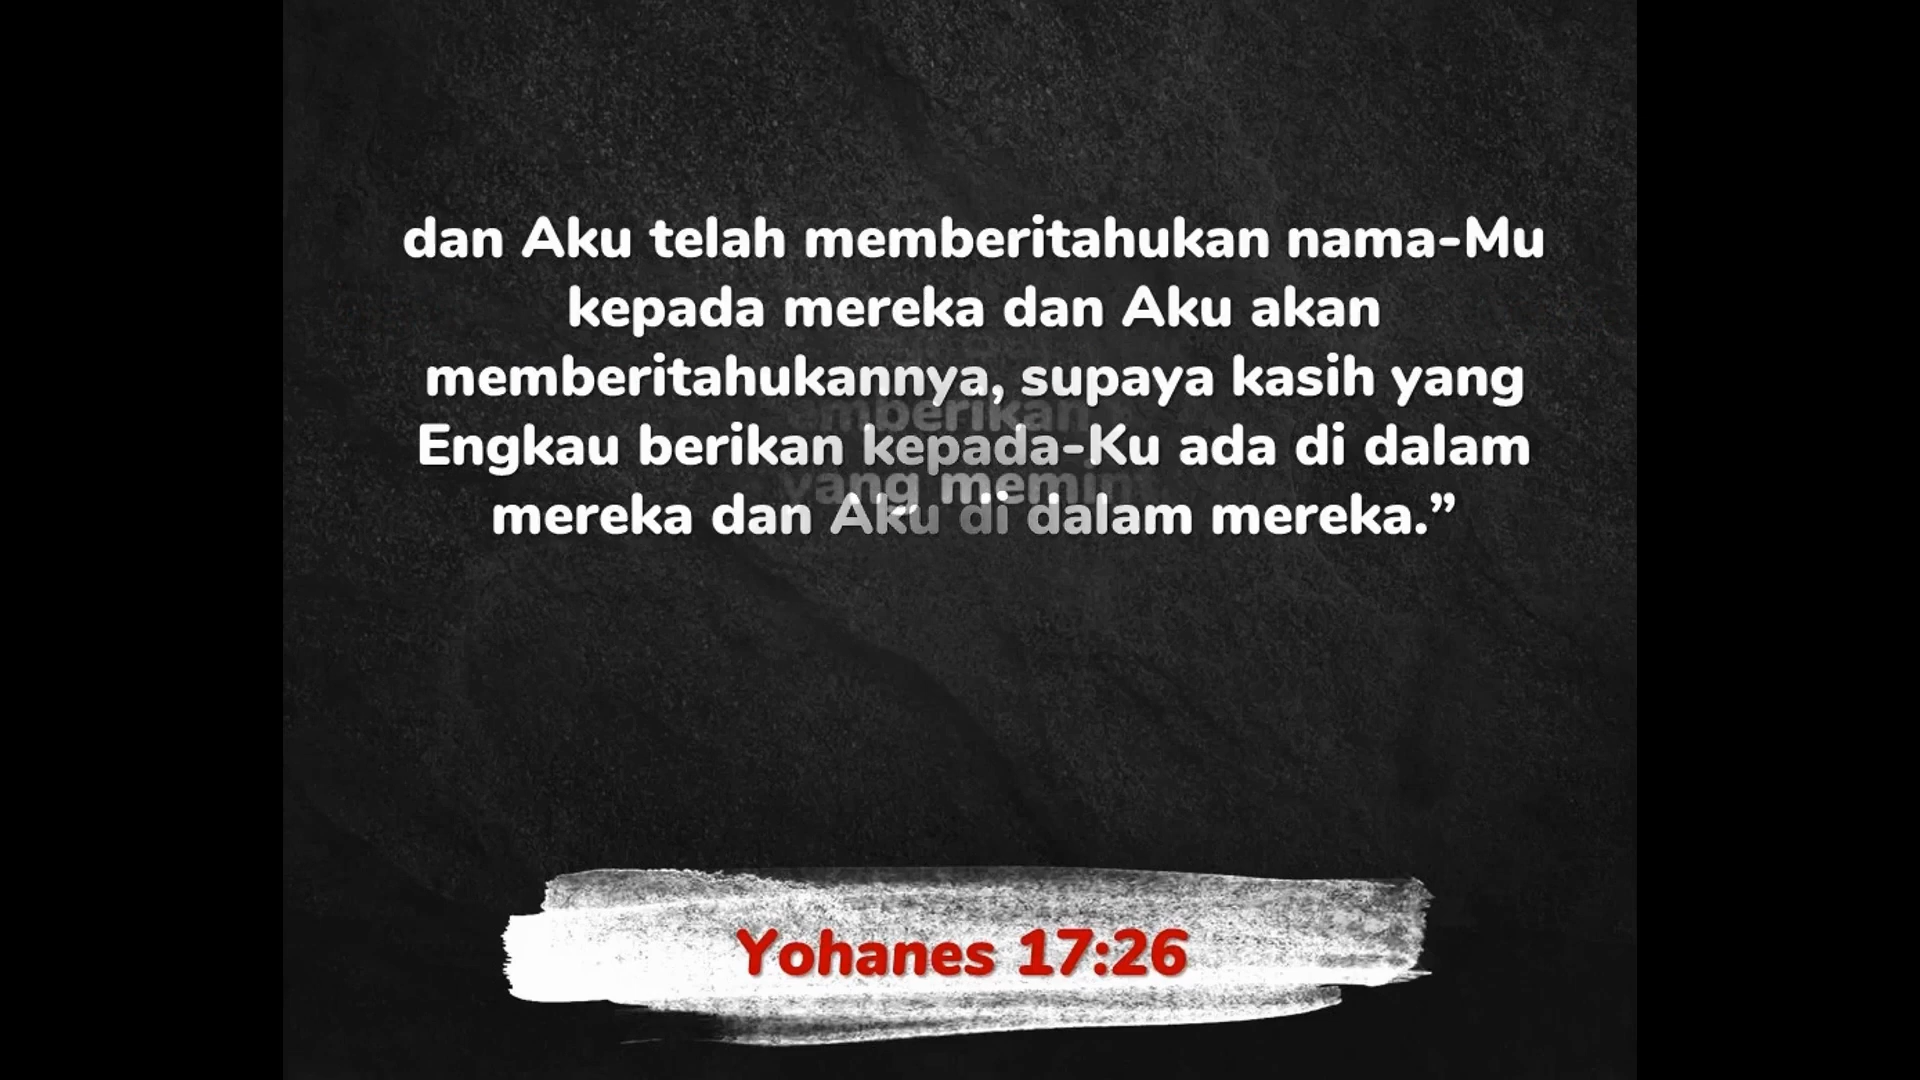 dan Aku telah memberitahukan nama-Mu
kepada mereka dan Aku akan
memberitahukannya, supaya kasih yang
Engkau berikan kepada-Ku ada di dalam
yang
mereka dan Aku di dalam mereka.”
Yohanes 17:26